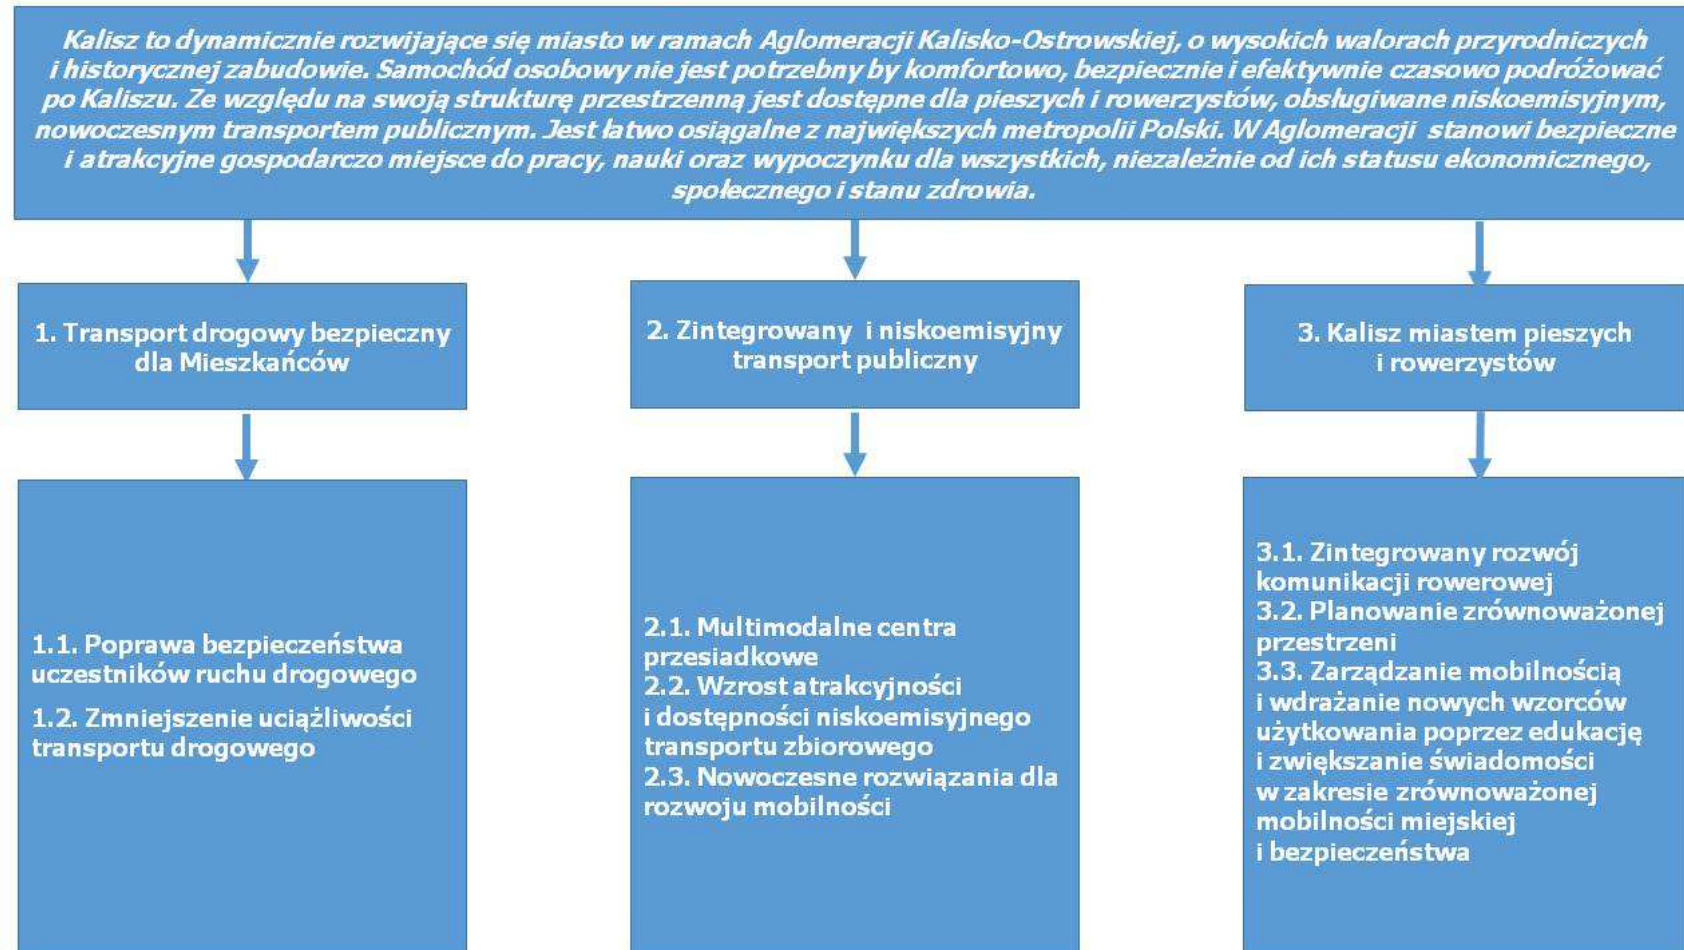 Kalisz to dynamicznie rozwijające się miasto w ramach Aglomeracji Kalisko-Ostrowskiej, o wysokich walorach przyrodniczych
i historycznej zabudowie. Samochód osobowy nie jest potrzebny by komfortowo, bezpiecznie i efektywnie czasowo podróżować
po Kaliszu. Ze względu na swoją strukturę przestrzenną jest dostępne dla pieszych i rowerzystów, obsługiwane niskoemisyjnym,
nowoczesnym transportem publicznym. Jest łatwo osiągalne z największych metropolii Polski. W Aglomeracji stanowi bezpieczne
i atrakcyjne gospodarczo miejsce do pracy, nauki oraz wypoczynku dla wszystkich, niezależnie od ich statusu ekonomicznego,
społecznego i stanu zdrowia.
1. Transport drogowy bezpieczny
dla Mieszkańców
2. Zintegrowany i niskoemisyjny
transport publiczny
3. Kalisz miastem pieszych
i rowerzystów
1.1. Poprawa bezpieczeństwa
uczestników ruchu drogowego
1.2. Zmniejszenie uciążliwości
transportu drogowego
2.1. Multimodalne centra
przesiadkowe
2.2. Wzrost atrakcyjności
i dostępności niskoemisyjnego
transportu zbiorowego
2.3. Nowoczesne rozwiązania dla
rozwoju mobilności
3.1. Zintegrowany rozwój
komunikacji rowerowej
3.2. Planowanie zrównoważonej
przestrzeni
3.3. Zarządzanie mobilnością
i wdrażanie nowych wzorców
użytkowania poprzez edukację
i zwiększanie świadomości
w zakresie zrównoważonej
mobilności miejskiej
i bezpieczeństwa